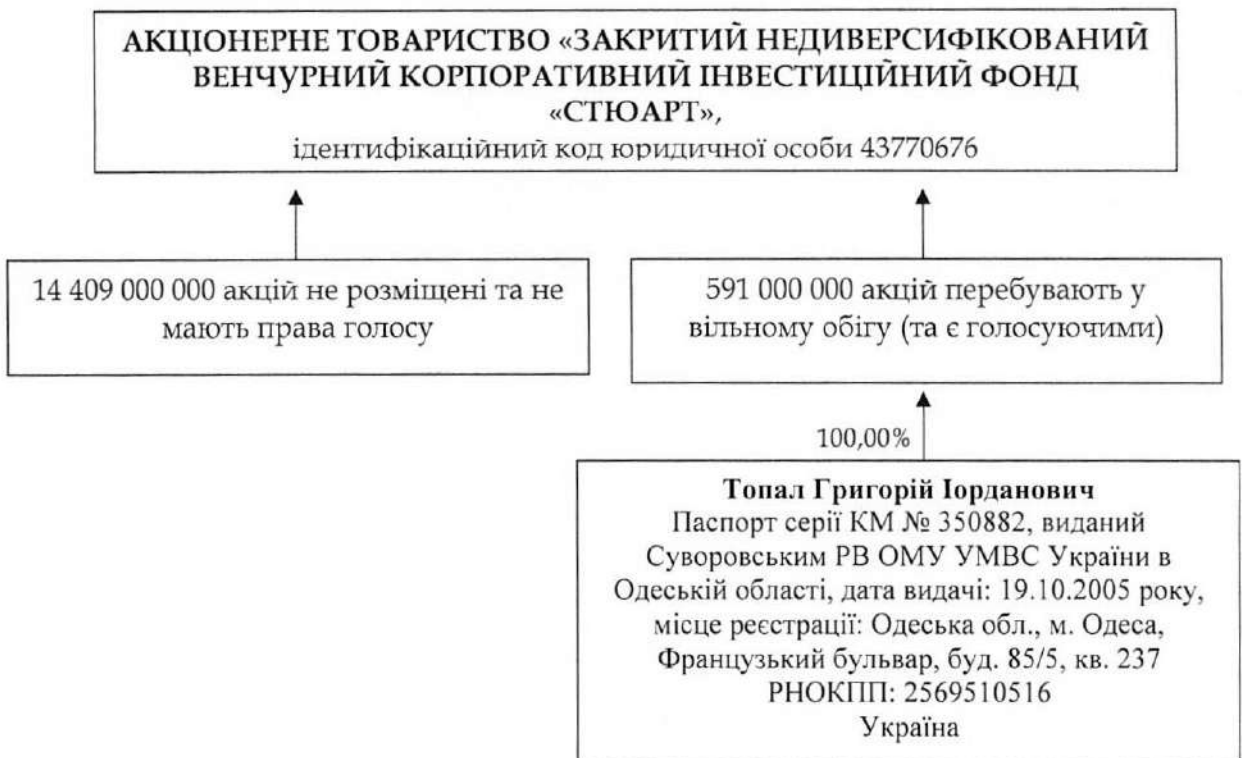 АКЦІОНЕРНЕ ТОВАРИСТВО «ЗАКРИТИЙ НЕДИВЕРСИФІКОВАНИЙ
ВЕНЧУРНИЙ КОРПОРАТИВНИЙ ІНВЕСТИЦІЙНИЙ ФОНД
«СТЮАРТ»,
ідентифікаційний код юридичної особи 43770676
14 409 000 000 акцій не розміщені та не
мають права голосу
591 000 000 акцій перебувають у
вільному обігу (та є голосуючими)
100,00%
Топал Григорій Іорданович
Паспорт серії КМ № 350882, виданий
Суворовським РВ ОМУ УМВС України в
Одеській області, дата видачі: 19.10.2005 року,
місце реєстрації: Одеська обл., м. Одеса,
Французький бульвар, буд. 85/5, кв. 237
РНОКПП: 2569510516
Україна